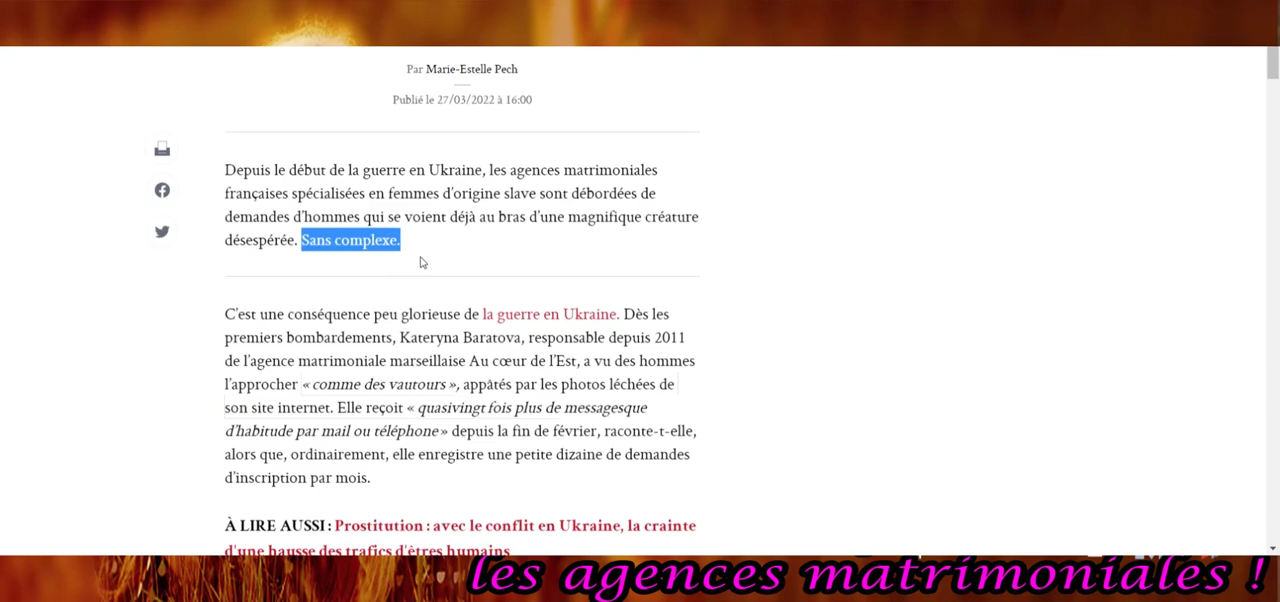 Par Marie-Estelle Pech
Publié le 27/03/2022 à 16:00
Depuis le début de la guerre en Ukraine, les agences matrimoniales
françaises spécialisées en femmes d'origine slave sont débordées de
demandes d'hommes qui se voient déjà au bras d'une magnifique créature
désespérée. Sans complexe.
C'est une conséquence peu glorieuse de la guerre en Ukraine. Dès les
premiers bombardements, Kateryna Baratova, responsable depuis 2011
de l'agence matrimoniale marseillaise Au cœur de l'Est, a vu des hommes
l'approcher « comme des vautours », appâtés par les photos léchées de
son site internet. Elle reçoit « quasivingt fois plus de messagesque
d'habitude par mail ou téléphone » depuis la fin de février, raconte-t-elle,
alors que, ordinairement, elle enregistre une petite dizaine de demandes
d'inscription par mois.
À LIRE AUSSI : Prostitution : avec le conflit en Ukraine, la crainte
d'une hausse des trafics d'êtres humains
les agences matrimoniales !